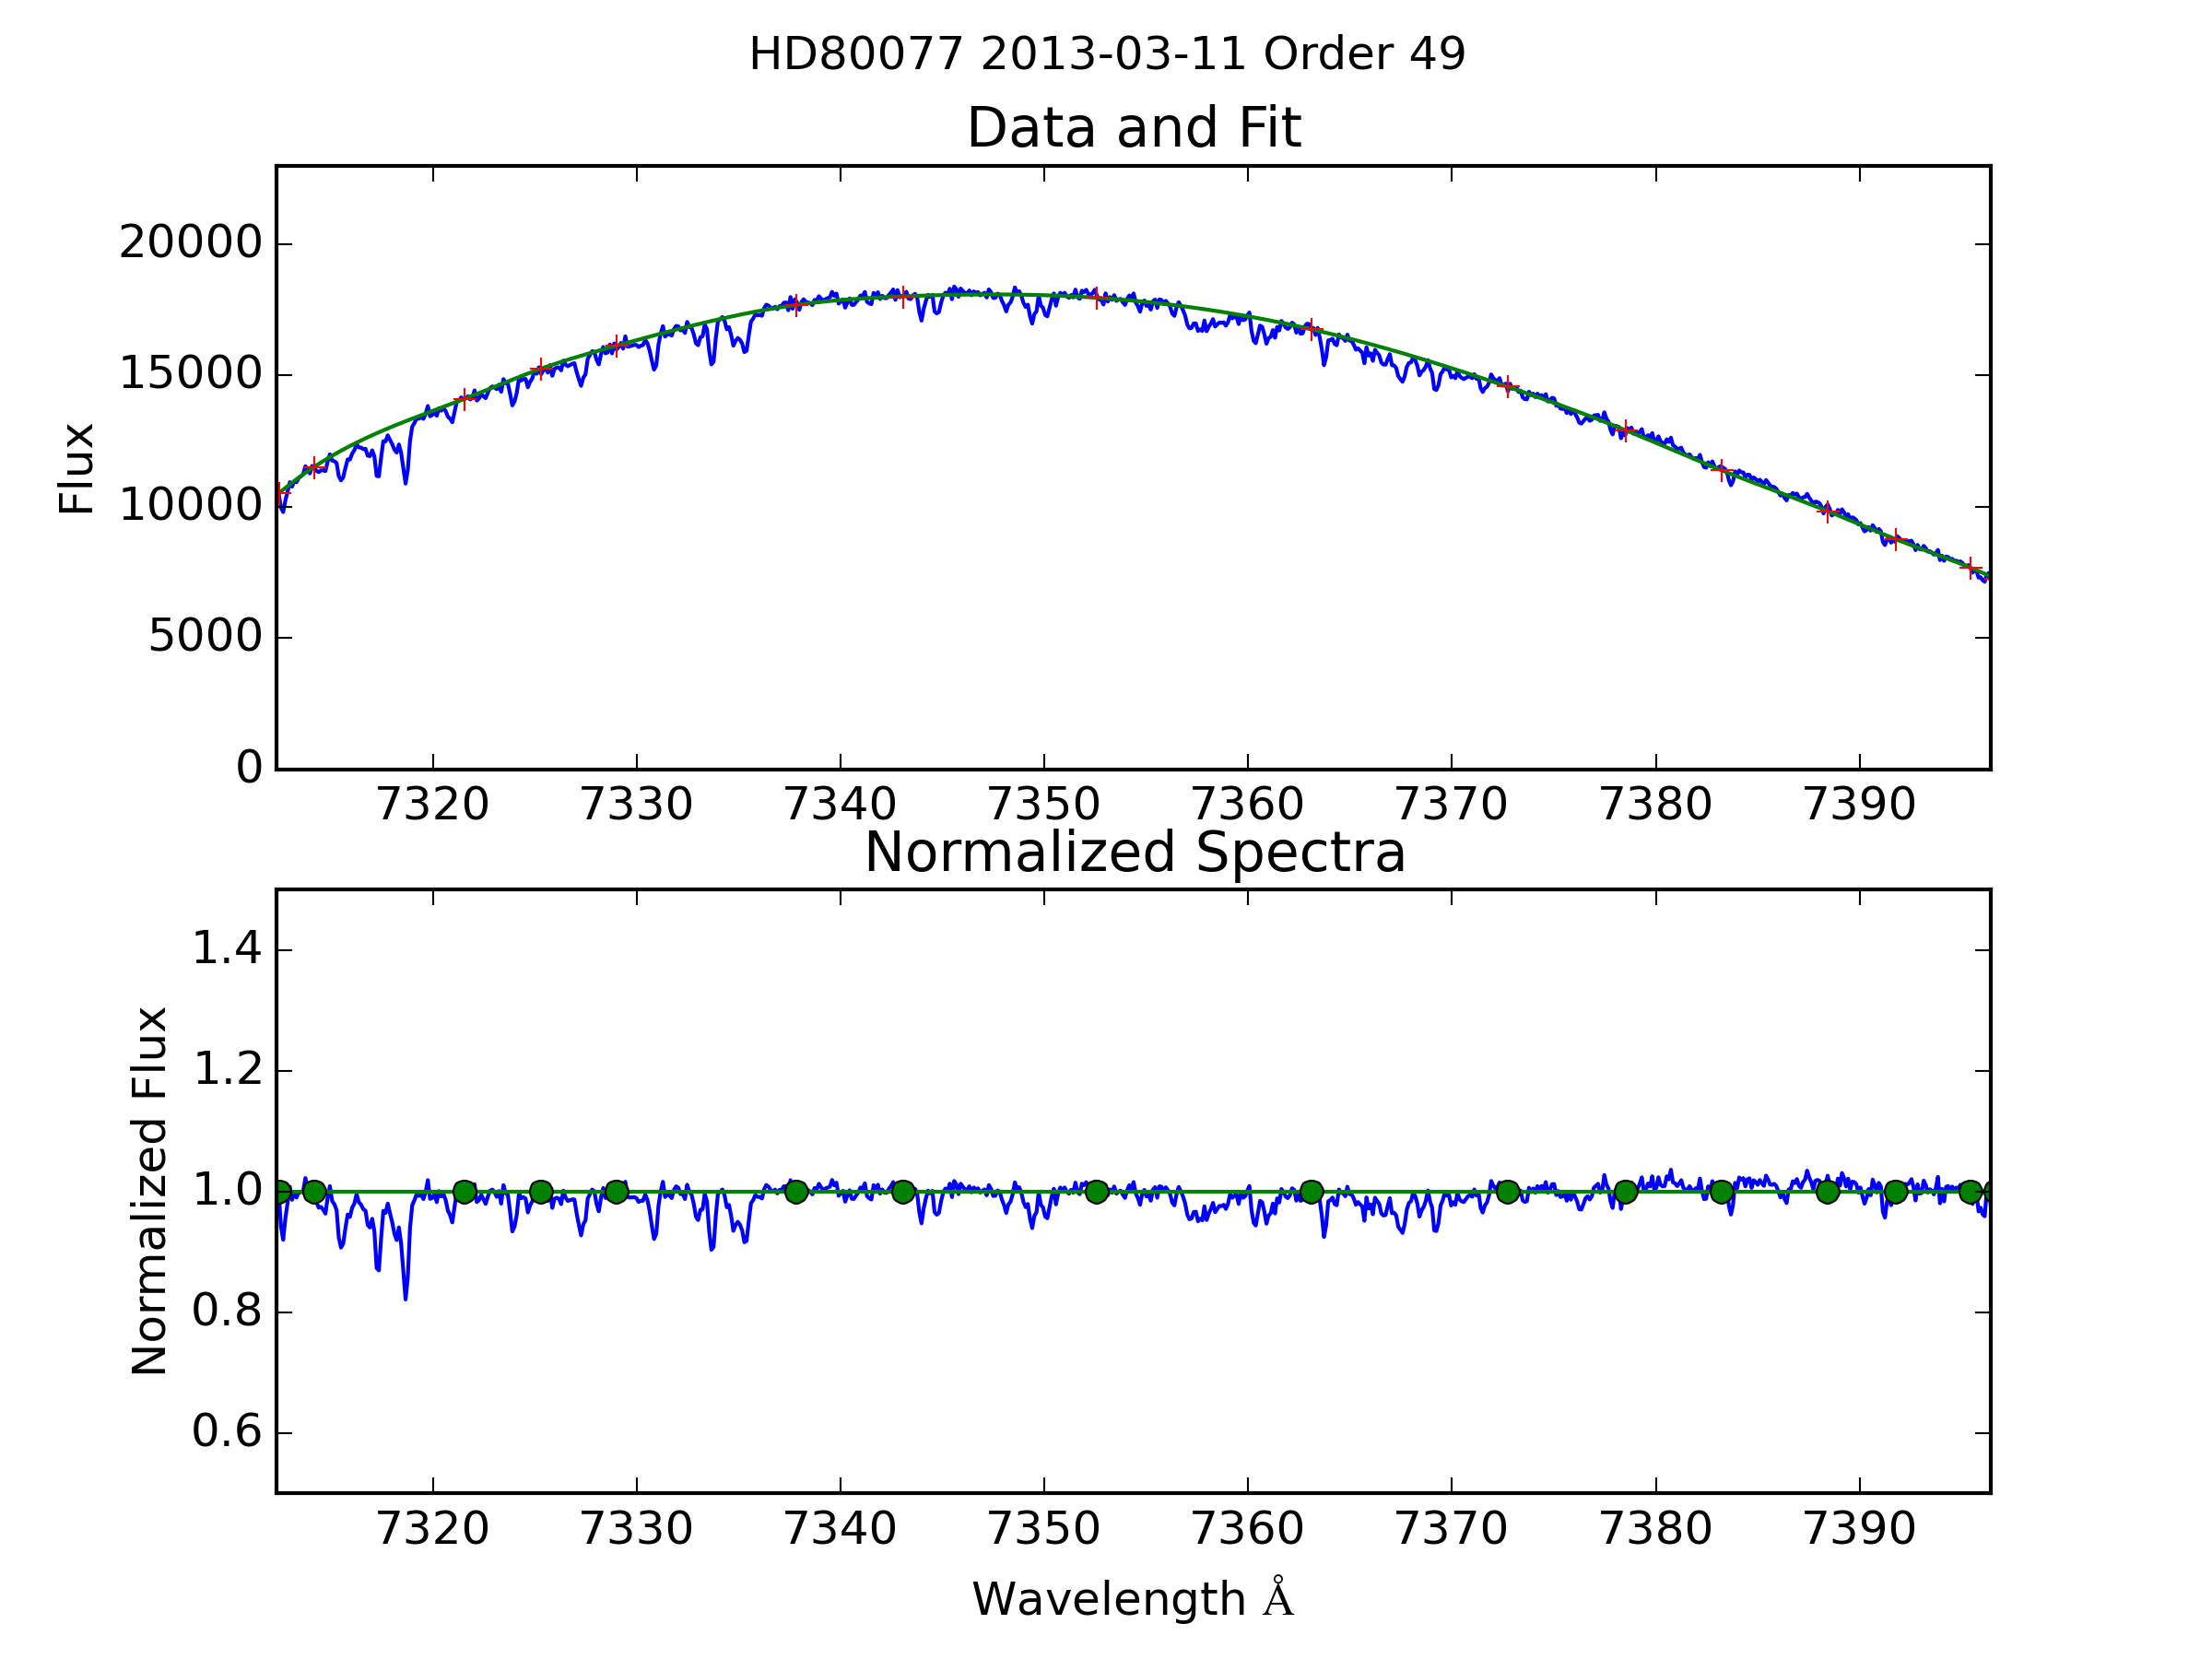 HD80077 2013-03-11 Order 49
Data and Fit
20000
15000
10000
5000
0
Flux
7320 7330 7340 7350 7360 7370 7380 7390
Normalized Spectra
1.4
1.2
1.0
0.8
0.6
Normalized Flux
7320 7330 7340 7350 7360 7370 7380 7390
Wavelength Å